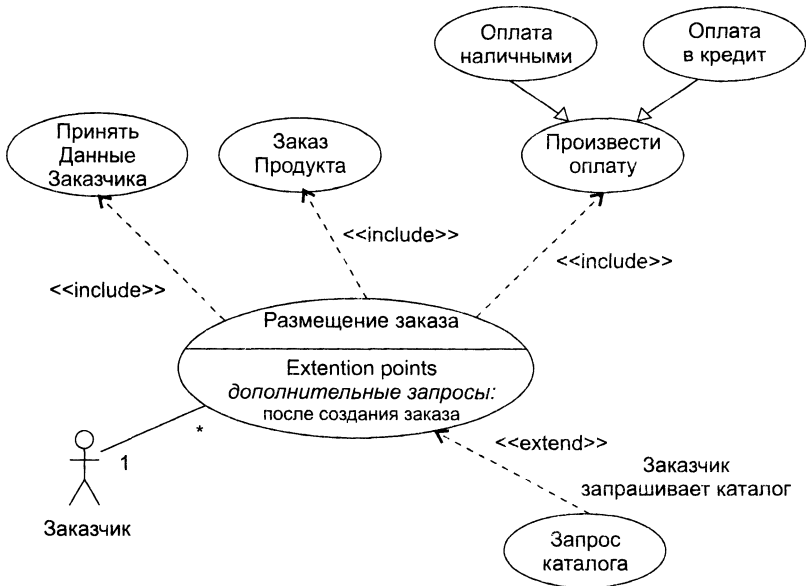 Оплата
наличными
Оплата
в кредит
Принять
Данные
Заказчика
Заказ
Продукта
Произвести
оплату
<<include>>
<<include>>
<<include>>
Размещение заказа
Extention points
дополнительные запросы:
после создания заказа
*
1
Заказчик
<<extend>>
Заказчик
запрашивает каталог
Запрос
каталога